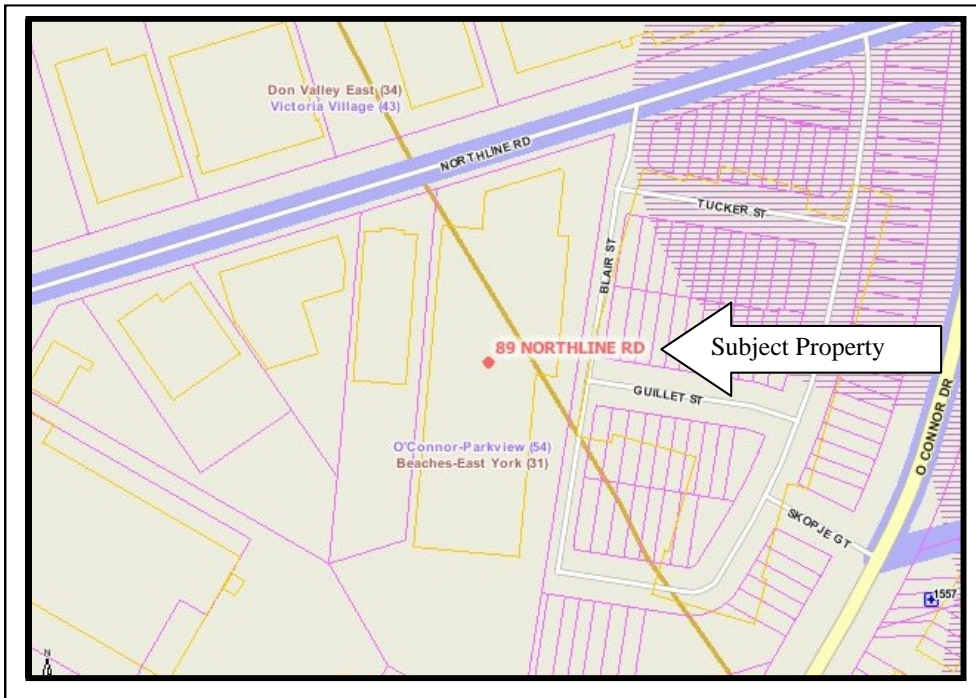 Don Valley East (34)
Victoria Village (43)
NORTHLINE RD
TUCKER ST
BLAIR ST
89 NORTHLINE RD
Subject Property
GUILLET ST
O CONNOR DR
O'Connor-Parkview (54)
Beaches-East York (31)
SKOPJE GT
1557
N